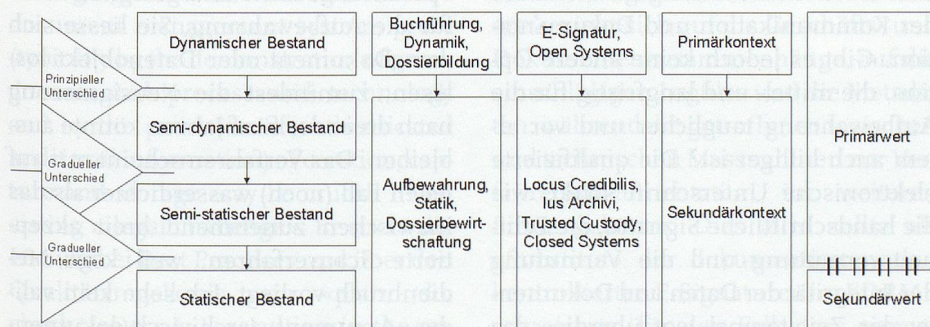 Dynamischer Bestand
Buchführung,
Dynamik,
Dossierbildung
E-Signatur,
Open Systems
Primärkontext
Prinzipieller
Unterschied
Semi-dynamischer Bestand
Primärwert
Gradueller
Unterschied
Semi-statischer Bestand
Aufbewahrung,
Statik,
Dossierbewirt-
schaftung
Locus Credibilis,
Ius Archivi,
Trusted Custody,
Closed Systems
Sekundärkontext
Gradueller
Unterschied
Statischer Bestand
Sekundärwert